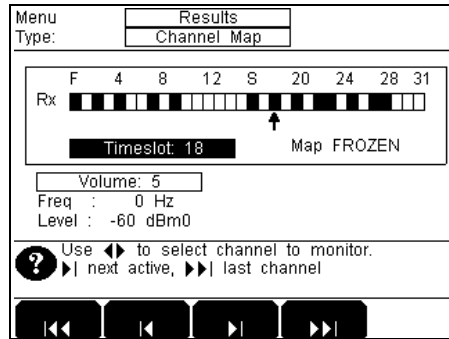 Menu Results
Type: Channel Map
F 4 8 12 S 20 24 28 31
Rx
Timeslot: 18 Map FROZEN
Volume: 5
Freq : 0 Hz
Level : -60 dBm0
? Use ◀▶ to select channel to monitor.
▶| next active, ▶▶| last channel
|◀◀ |◀ ▶| ▶▶|